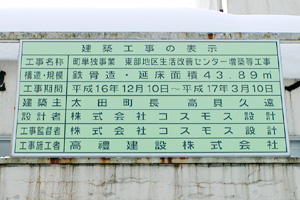 建築工事の表示
工事名称 町単独事業 東部地区生活改善センター増築等工事
構造・規模 鉄骨造・延床面積43.89㎡
工事期間 平成16年12月10日～平成17年3月10日
建築主 太田町長 高貝久遠
設計者 株式会社コスモス設計
工事監督者 株式会社コスモス設計
工事施工者 高禮建設株式会社